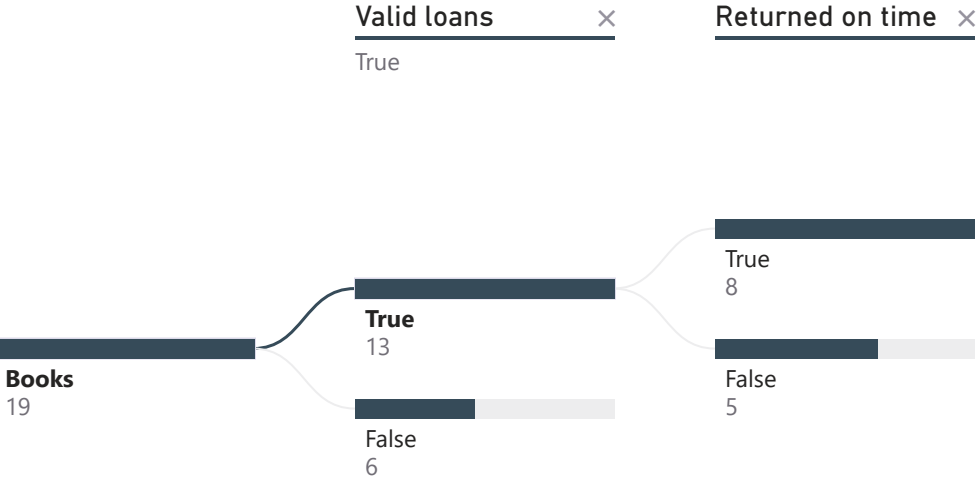 Valid loans
Returned on time
True
True
8
True
13
False
5
Books
19
False
6